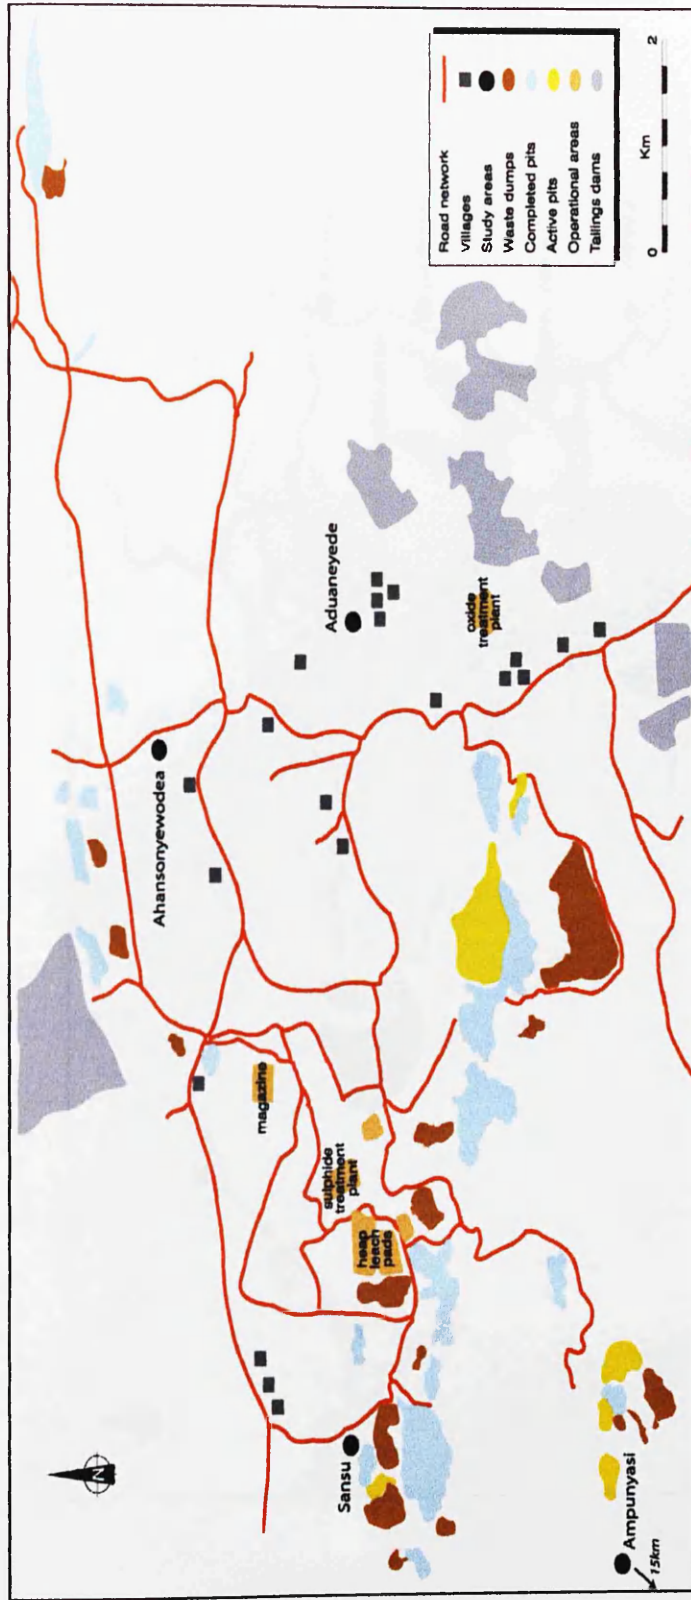 N
Ahansonyewodea
Aduaneyede
magazine
sulphide
treatment
plant
heap
leach
pads
oxide
treatment
plant
Sansu
Ampunyasi
15km
Road network
Villages
Study areas
Waste dumps
Completed pits
Active pits
Operational areas
Tailings dams
Km
0
2